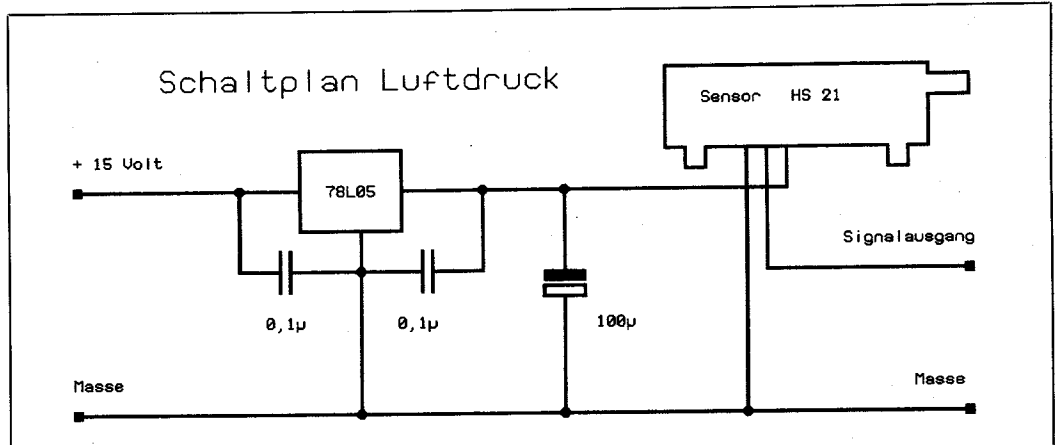 Schaltplan Luftdruck
Sensor HS 21
+ 15 Volt
78L05
Signalausgang
0,1µ
0,1µ
100µ
Masse
Masse